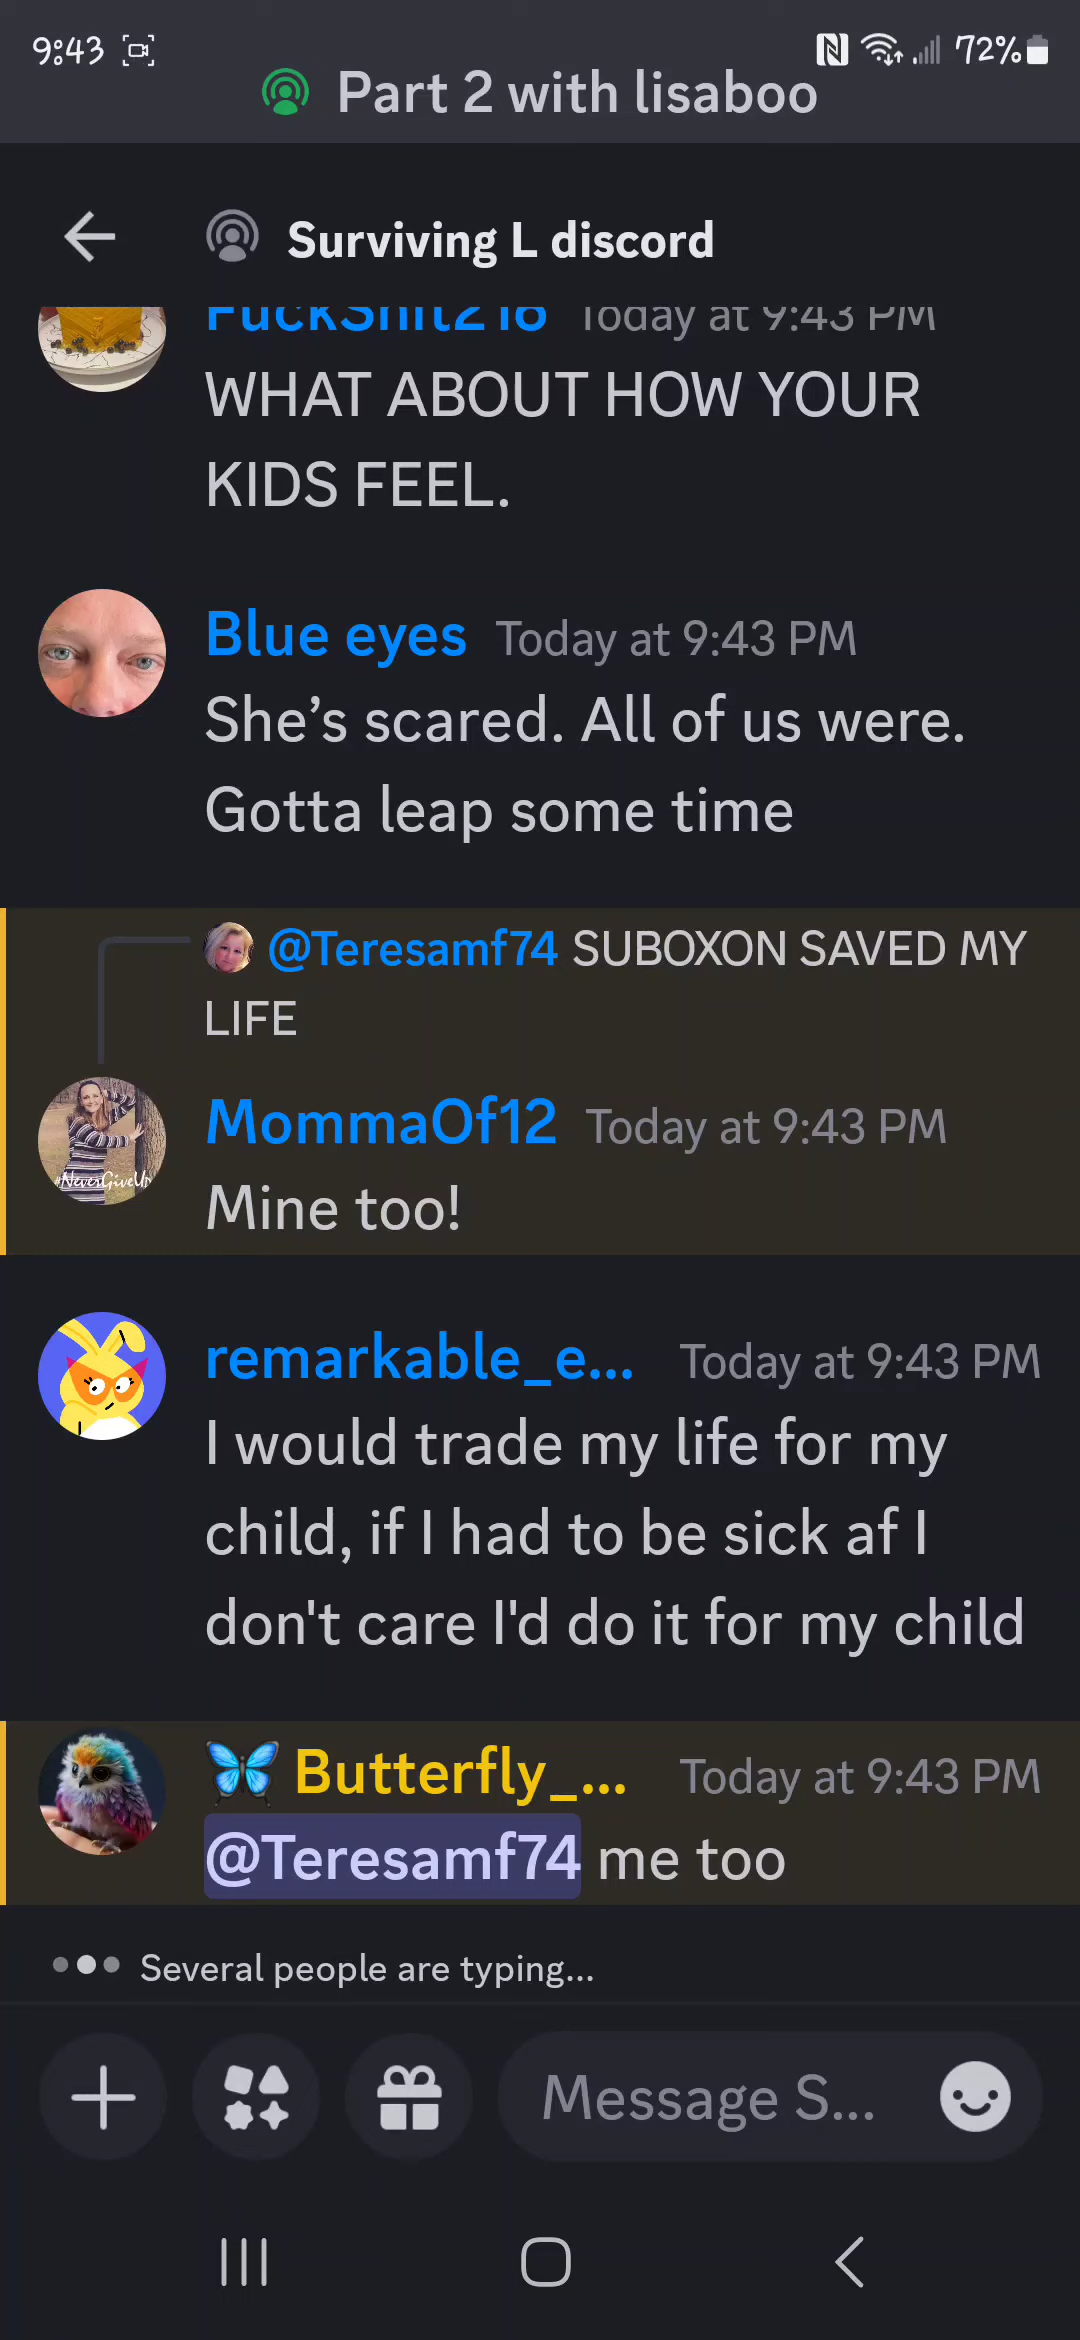 9:43 72%
Part 2 with lisaboo
Surviving L discord
FuckShit216 Today at 9:43 PM
WHAT ABOUT HOW YOUR
KIDS FEEL.
Blue eyes Today at 9:43 PM
She’s scared. All of us were.
Gotta leap some time
@Teresamf74 SUBOXON SAVED MY
LIFE
MommaOf12 Today at 9:43 PM
#NeverGiveUp
Mine too!
remarkable_e... Today at 9:43 PM
I would trade my life for my
child, if I had to be sick af I
don't care I'd do it for my child
Butterfly_... Today at 9:43 PM
@Teresamf74 me too
Several people are typing...
Message S...